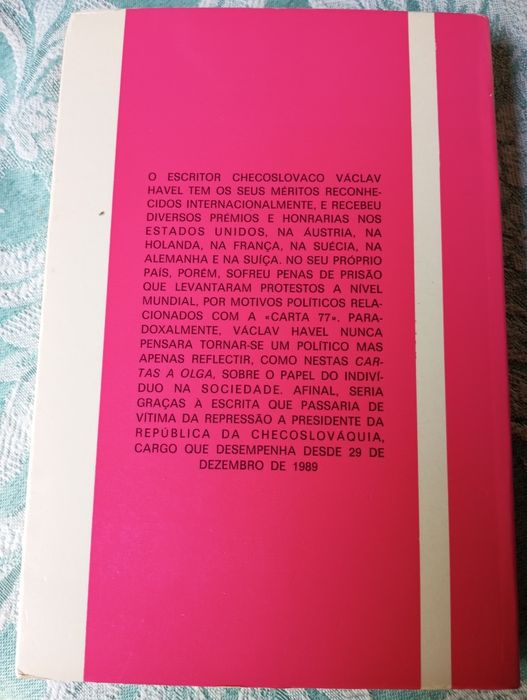 O ESCRITOR CHECOSLOVACO VÁCLAV
HAVEL TEM OS SEUS MÉRITOS RECONHE-
CIDOS INTERNACIONALMENTE, E RECEBEU
DIVERSOS PRÉMIOS E HONRARIAS NOS
ESTADOS UNIDOS, NA ÁUSTRIA, NA
HOLANDA, NA FRANÇA, NA SUÉCIA, NA
ALEMANHA E NA SUÍÇA. NO SEU PRÓPRIO
PAÍS, PORÉM, SOFREU PENAS DE PRISÃO
QUE LEVANTARAM PROTESTOS A NÍVEL
MUNDIAL, POR MOTIVOS POLÍTICOS RELA-
CIONADOS COM A «CARTA 77». PARA-
DOXALMENTE, VÁCLAV HAVEL NUNCA
PENSARA TORNAR-SE UM POLÍTICO MAS
APENAS REFLECTIR, COMO NESTAS CAR-
TAS A OLGA, SOBRE O PAPEL DO INDIVÍ-
DUO NA SOCIEDADE. AFINAL, SERIA
GRAÇAS À ESCRITA QUE PASSARIA DE
VÍTIMA DA REPRESSÃO A PRESIDENTE DA
REPÚBLICA DA CHECOSLOVÁQUIA,
CARGO QUE DESEMPENHA DESDE 29 DE
DEZEMBRO DE 1989